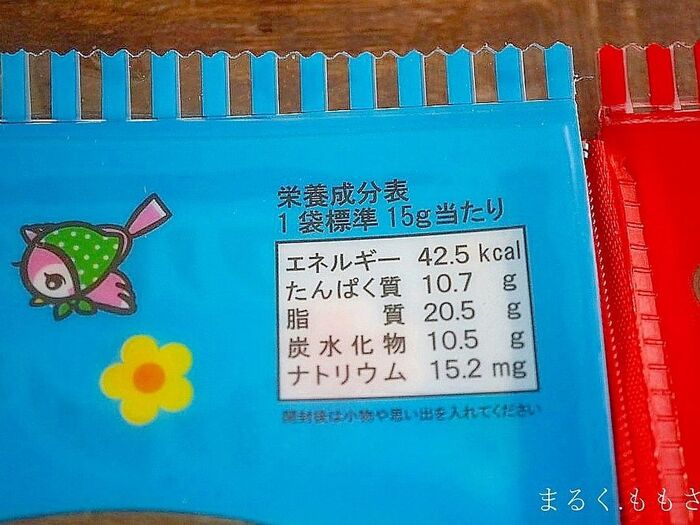 栄養成分表
1袋標準 15g当たり
エネルギー 42.5 kcal
たんぱく質 10.7 g
脂質 20.5 g
炭水化物 10.5 g
ナトリウム 15.2 mg
開封後は小物や思い出を入れてください
まるく.ももさ